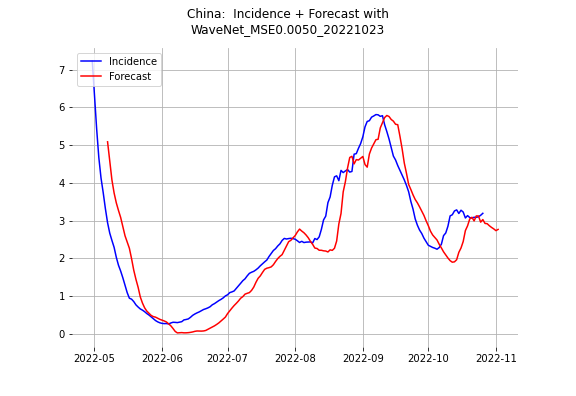 China:  Incidence + Forecast with
WaveNet_MSE0.0050_20221023
Incidence
Forecast
7
6
5
4
3
2
1
0
2022-05 2022-06 2022-07 2022-08 2022-09 2022-10 2022-11